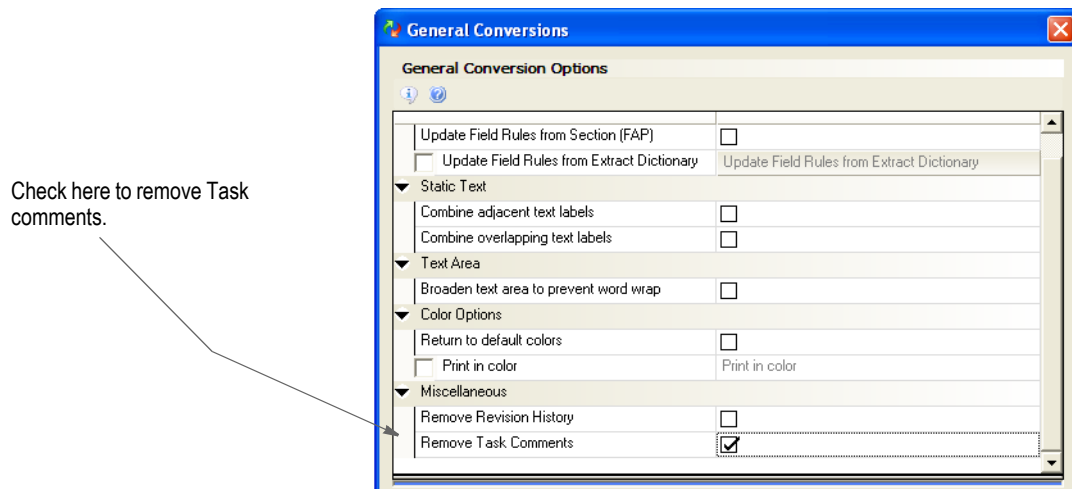 General Conversions
General Conversion Options
Update Field Rules from Section (FAP)
Update Field Rules from Extract Dictionary Update Field Rules from Extract Dictionary
Static Text
Check here to remove Task
comments.
Combine adjacent text labels
Combine overlapping text labels
Text Area
Broaden text area to prevent word wrap
Color Options
Return to default colors
Print in color Print in color
Miscellaneous
Remove Revision History
Remove Task Comments